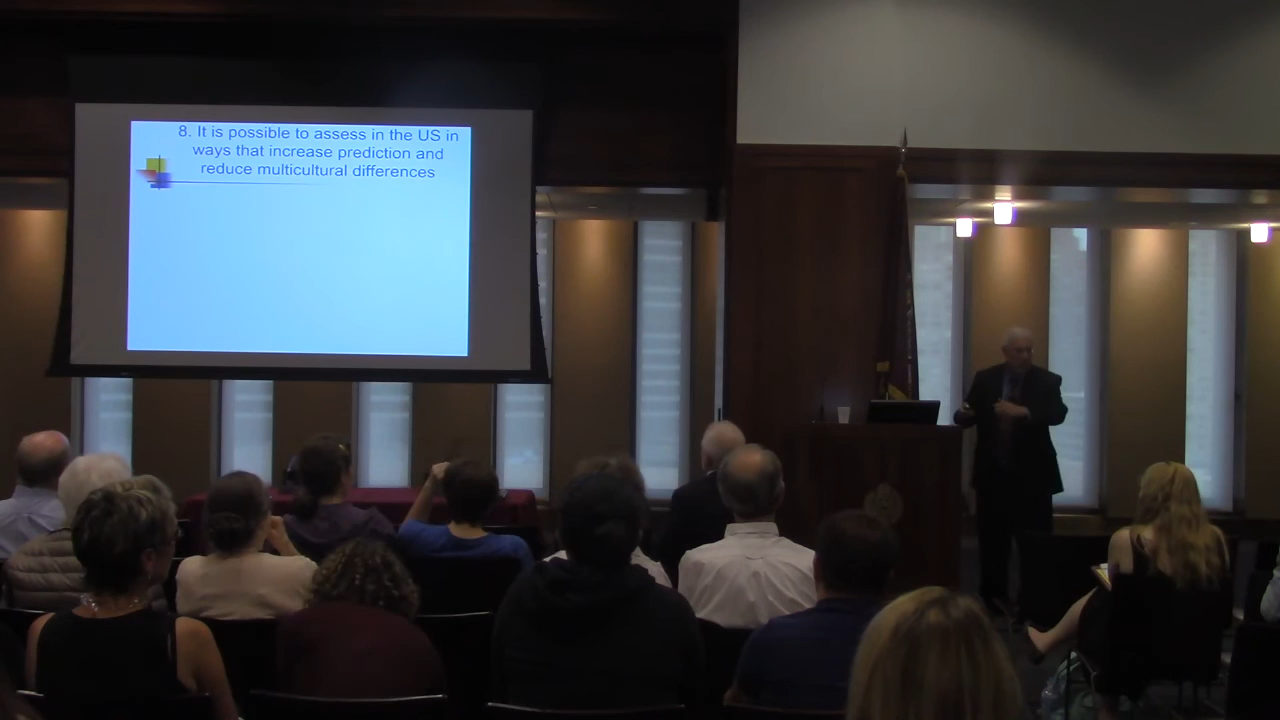 8. It is possible to assess in the US in
ways that increase prediction and
reduce multicultural differences